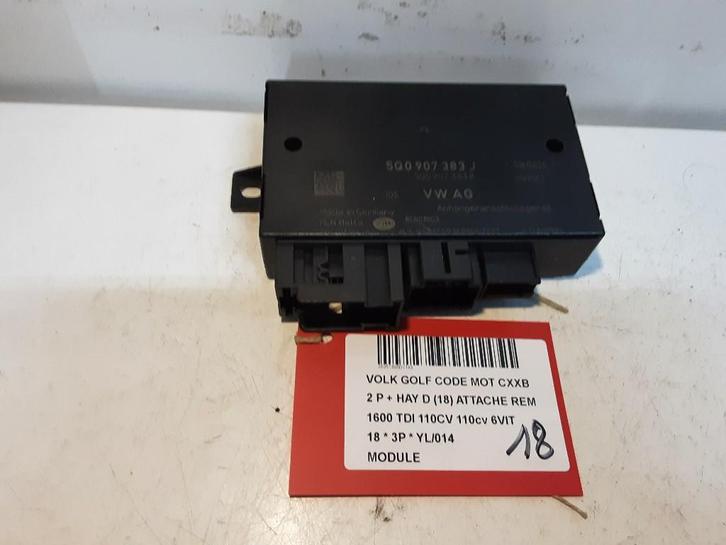 5Q0 907 383 J
VW AG
Made in Germany
Anhängeranschlussgerät
VOLK GOLF CODE MOT CXXB
2 P + HAY D (18) ATTACHE REM
1600 TDI 110CV 110cv 6VIT
18 * 3P * YL/014
MODULE
18